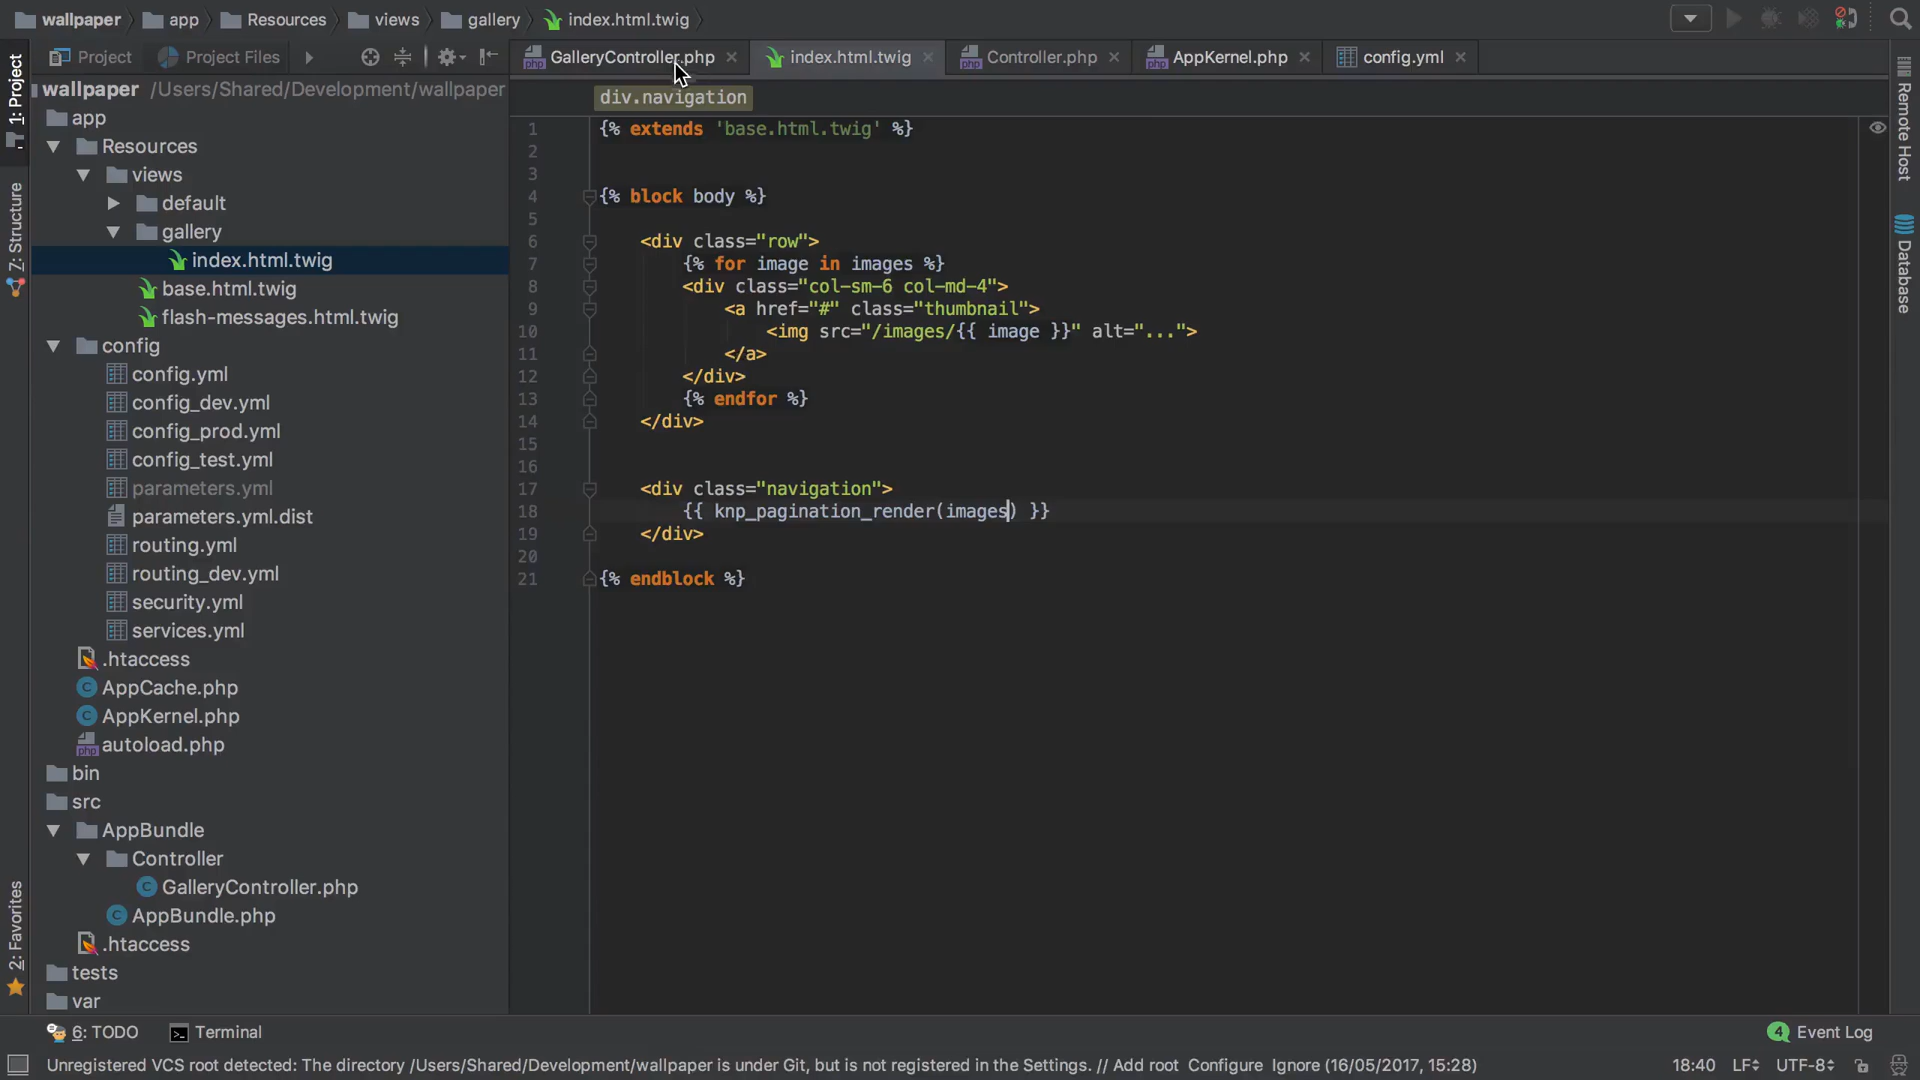 wallpaper app Resources views gallery index.html.twig
Project Project Files
GalleryController.php index.html.twig Controller.php AppKernel.php config.yml
1: Project
Z: Structure
2: Favorites
wallpaper /Users/Shared/Development/wallpaper
app
Resources
views
default
gallery
index.html.twig
base.html.twig
flash-messages.html.twig
config
config.yml
config_dev.yml
config_prod.yml
config_test.yml
parameters.yml
parameters.yml.dist
routing.yml
routing_dev.yml
security.yml
services.yml
.htaccess
AppCache.php
AppKernel.php
autoload.php
bin
src
AppBundle
Controller
GalleryController.php
AppBundle.php
.htaccess
tests
var
div.navigation
1 {% extends 'base.html.twig' %}
2
3
4 {% block body %}
5
6 <div class="row">
7 {% for image in images %}
8 <div class="col-sm-6 col-md-4">
9 <a href="#" class="thumbnail">
10 <img src="/images/{{ image }}" alt="...">
11 </a>
12 </div>
13 {% endfor %}
14 </div>
15
16
17 <div class="navigation">
18 {{ knp_pagination_render(images) }}
19 </div>
20
21 {% endblock %}
Remote Host
Database
6: TODO Terminal 4 Event Log
Unregistered VCS root detected: The directory /Users/Shared/Development/wallpaper is under Git, but is not registered in the Settings. // Add root Configure Ignore (16/05/2017, 15:28) 18:40 LF UTF-8